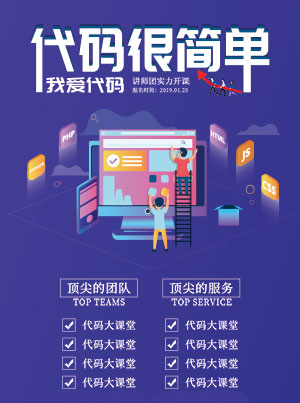 代码很简单
我爱代码
讲师团实力开课
报名时间：2019.01.20
PHP
HTML
JS
CSS
顶尖的团队
TOP TEAMS
顶尖的服务
TOP SERVICE
代码大课堂
代码大课堂
代码大课堂
代码大课堂
代码大课堂
代码大课堂
代码大课堂
代码大课堂